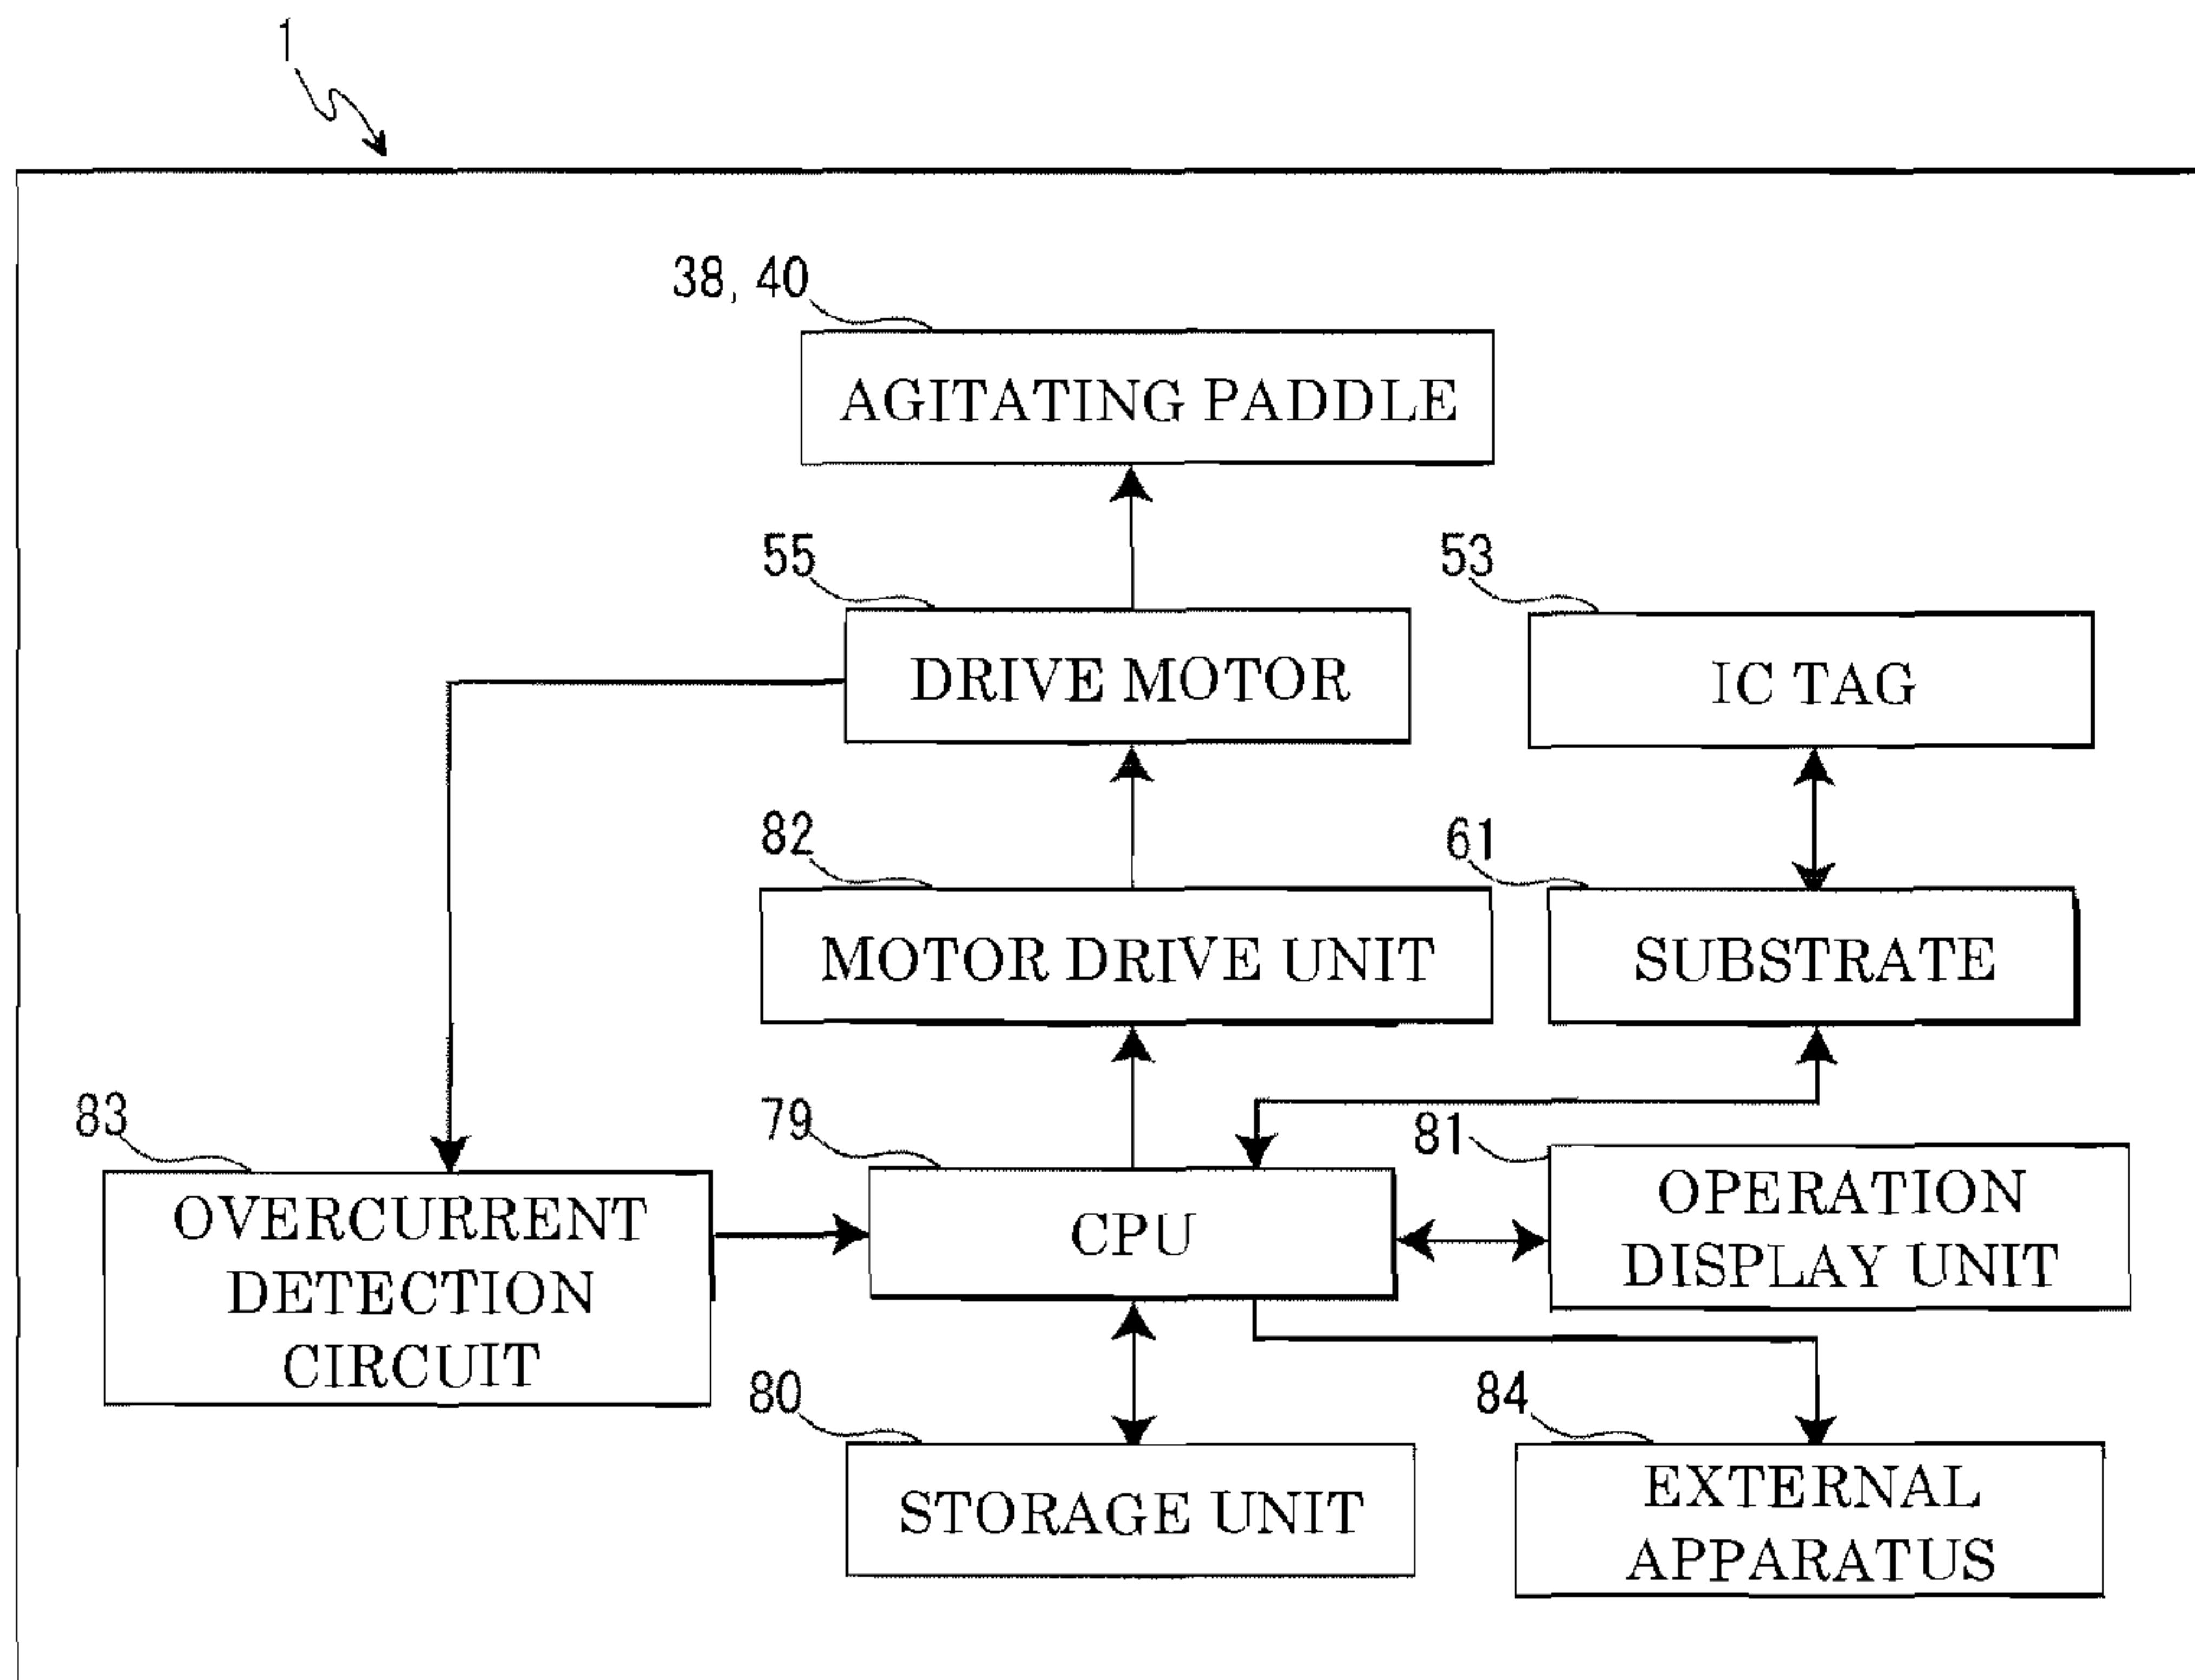 1
38, 40
AGITATING PADDLE
55
DRIVE MOTOR
53
IC TAG
82
MOTOR DRIVE UNIT
61
SUBSTRATE
83
OVERCURRENT
DETECTION
CIRCUIT
79
CPU
81
OPERATION
DISPLAY UNIT
80
STORAGE UNIT
84
EXTERNAL
APPARATUS